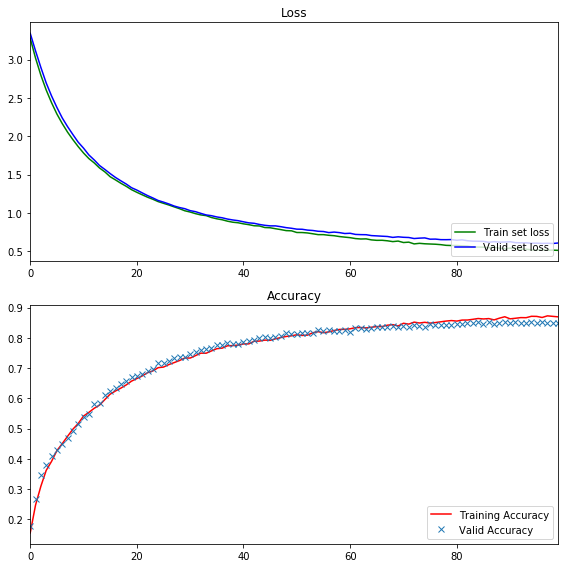 Loss
3.0
2.5
2.0
1.5
1.0
0.5
Train set loss
Valid set loss
0 20 40 60 80
Accuracy
0.9
0.8
0.7
0.6
0.5
0.4
0.3
0.2
Training Accuracy
Valid Accuracy
0 20 40 60 80